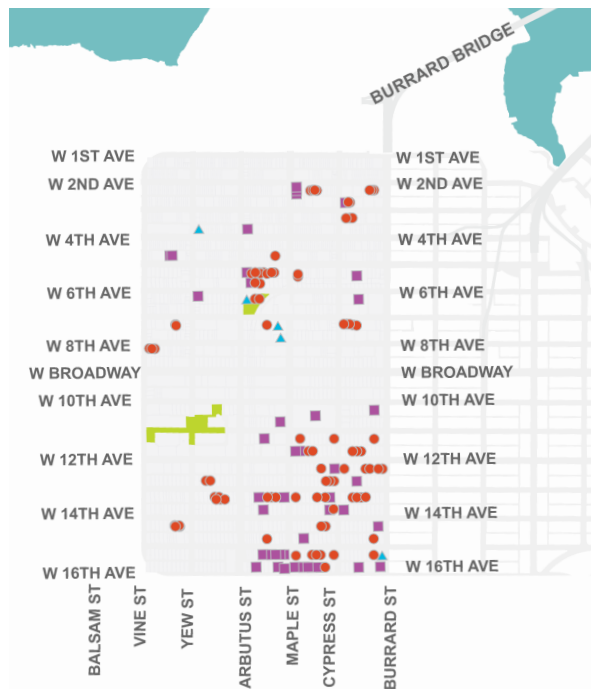 BURRARD BRIDGE
W 1ST AVE
W 1ST AVE
W 2ND AVE
W 2ND AVE
W 4TH AVE
W 4TH AVE
W 6TH AVE
W 6TH AVE
W 8TH AVE
W 8TH AVE
W BROADWAY
W BROADWAY
W 10TH AVE
W 10TH AVE
W 12TH AVE
W 12TH AVE
W 14TH AVE
W 14TH AVE
W 16TH AVE
W 16TH AVE
BALSAM ST
VINE ST
YEW ST
ARBUTUS ST
MAPLE ST
CYPRESS ST
BURRARD ST